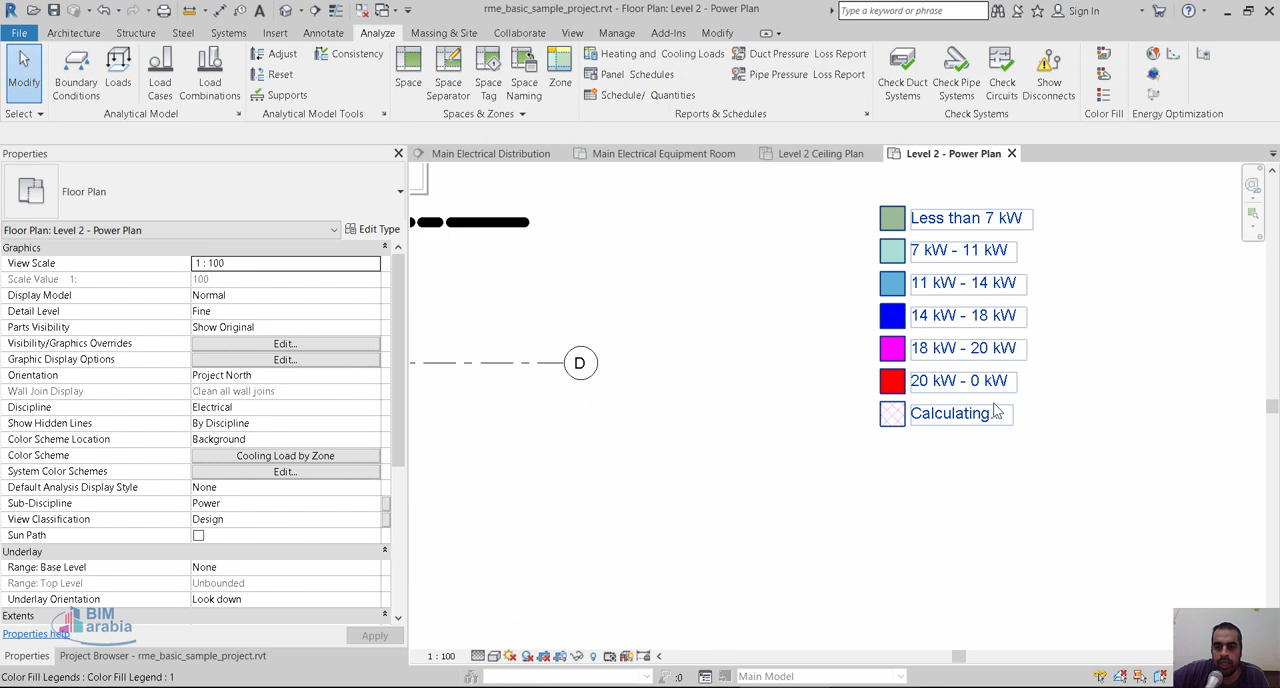 rme_basic_sample_project.rvt - Floor Plan: Level 2 - Power Plan
Type a keyword or phrase
Sign In
File
Architecture
Structure
Steel
Systems
Insert
Annotate
Analyze
Massing & Site
Collaborate
View
Manage
Add-Ins
Modify
Modify
Boundary Conditions
Loads
Load Cases
Load Combinations
Adjust
Reset
Supports
Consistency
Space
Space Separator
Space Tag
Space Naming
Zone
Heating and Cooling Loads
Panel Schedules
Schedule/ Quantities
Duct Pressure Loss Report
Pipe Pressure Loss Report
Check Duct Systems
Check Pipe Systems
Check Circuits
Show Disconnects
Select
Analytical Model
Analytical Model Tools
Spaces & Zones
Reports & Schedules
Check Systems
Color Fill
Energy Optimization
Properties
Main Electrical Distribution
Main Electrical Equipment Room
Level 2 Ceiling Plan
Level 2 - Power Plan
Floor Plan
Floor Plan: Level 2 - Power Plan
Edit Type
Graphics
View Scale 1 : 100
Scale Value 1: 100
Display Model Normal
Detail Level Fine
Parts Visibility Show Original
Visibility/Graphics Overrides Edit...
Graphic Display Options Edit...
Orientation Project North
Wall Join Display Clean all wall joins
Discipline Electrical
Show Hidden Lines By Discipline
Color Scheme Location Background
Color Scheme Cooling Load by Zone
System Color Schemes Edit...
Default Analysis Display Style None
Sub-Discipline Power
View Classification Design
Sun Path
Underlay
Range: Base Level None
Range: Top Level Unbounded
Underlay Orientation Look down
Extents
Properties help
Apply
BIM
arabia
Less than 7 kW
7 kW - 11 kW
11 kW - 14 kW
14 kW - 18 kW
18 kW - 20 kW
20 kW - 0 kW
Calculating.
D
Properties
Project Browser - rme_basic_sample_project.rvt
1 : 100
Color Fill Legends : Color Fill Legend : 1
:0
Main Model